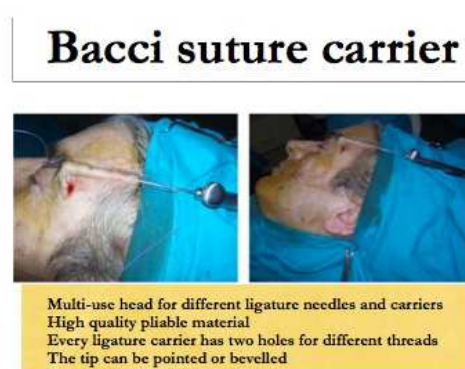 Bacci suture carrier
Multi-use head for different ligature needles and carriers
High quality pliable material
Every ligature carrier has two holes for different threads
The tip can be pointed or bevelled